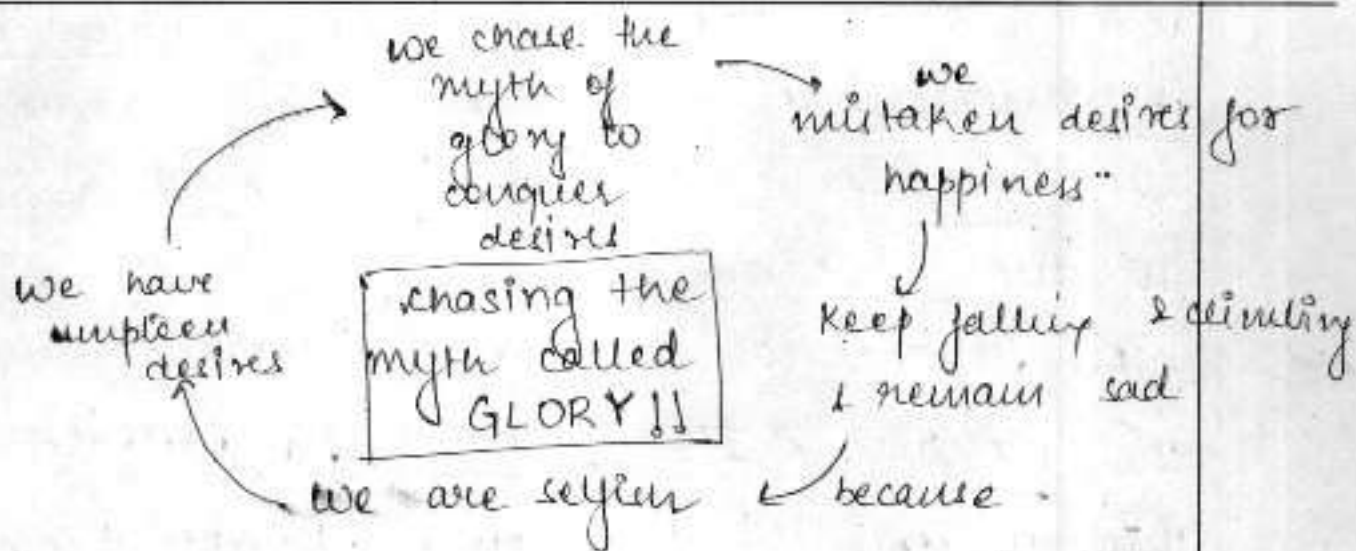 we chase the
myth of
glory to
conquer
desires
we
mistaken desires for
happiness"
keep falling & climbing
& remain sad
because
we are selfish
we have
umpteen
desires
chasing the
myth called
GLORY!!